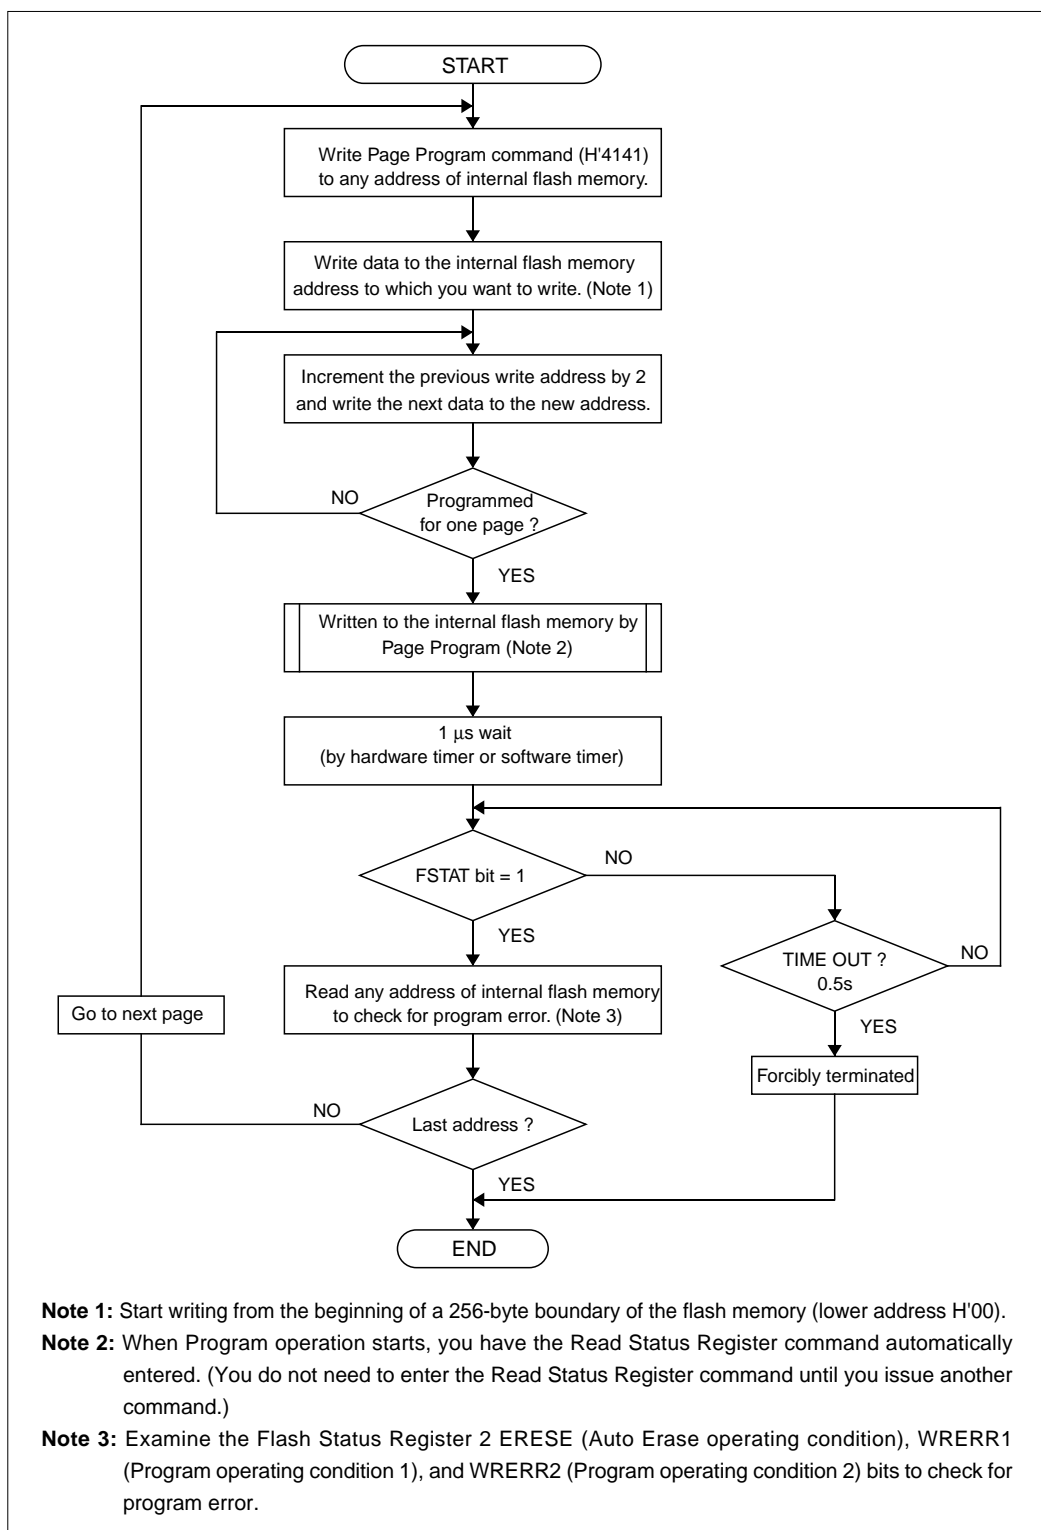 START
Write Page Program command (H'4141)
to any address of internal flash memory.
Write data to the internal flash memory
address to which you want to write. (Note 1)
Increment the previous write address by 2
and write the next data to the new address.
NO
Programmed
for one page ?
YES
Written to the internal flash memory by
Page Program (Note 2)
1 μs wait
(by hardware timer or software timer)
NO
FSTAT bit = 1
YES
TIME OUT ?
0.5s
NO
Read any address of internal flash memory
to check for program error. (Note 3)
Go to next page
YES
Forcibly terminated
NO
Last address ?
YES
END
Note 1: Start writing from the beginning of a 256-byte boundary of the flash memory (lower address H'00).
Note 2: When Program operation starts, you have the Read Status Register command automatically
entered. (You do not need to enter the Read Status Register command until you issue another
command.)
Note 3: Examine the Flash Status Register 2 ERESE (Auto Erase operating condition), WRERR1
(Program operating condition 1), and WRERR2 (Program operating condition 2) bits to check for
program error.